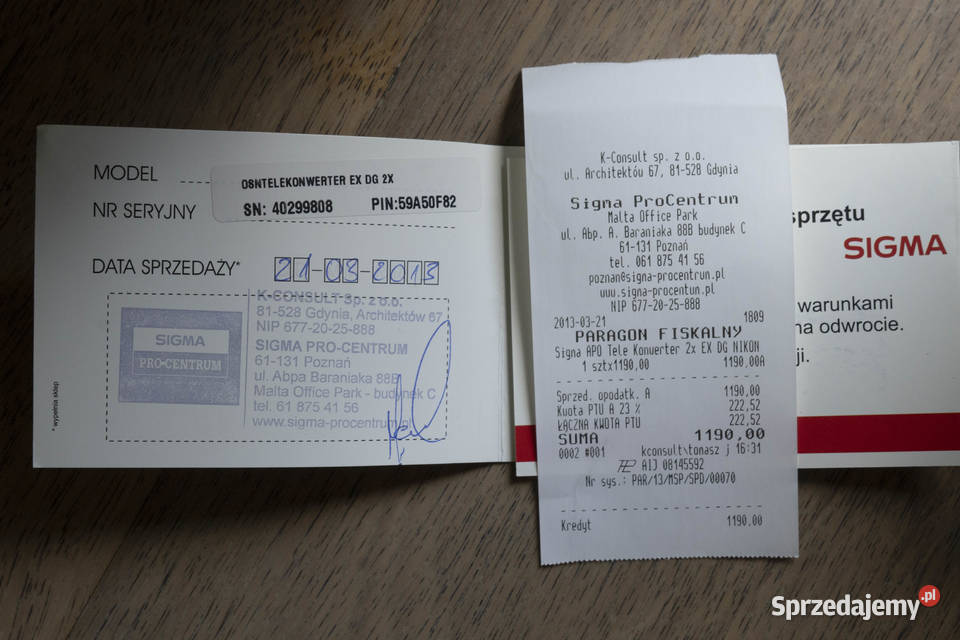 MODEL
OSNTELEKONWERTER EX DG 2X
NR SERYJNY
SN: 40299808 PIN:59A50F82
DATA SPRZEDAŻY*
21-03-2013
SIGMA
PRO-CENTRUM
K-CONSULT Sp. z o.o.
81-528 Gdynia, Architektów 67
NIP 677-20-25-888
SIGMA PRO-CENTRUM
61-131 Poznań
ul. Abpa Baraniaka 88B
Malta Office Park - budynek C
tel. 61 875 41 56
www.sigma-procentrum.pl
* wypełnia sklep
K-Consult sp. z o.o.
ul. Architektów 67, 81-528 Gdynia
Sigma ProCentrum
Malta Office Park
ul. Abp. A. Baraniaka 88B budynek C
61-131 Poznań
tel. 061 875 41 56
poznan@sigma-procentrum.pl
www.sigma-procentum.pl
NIP 677-20-25-888
2013-03-21 1809
PARAGON FISKALNY
Sigma APO Tele Konwerter 2x EX DG NIKON
1 sztx1190,00 1190,00A
Sprzed. opodatk. A 1190,00
Kwota PTU A 23 % 222,52
ŁĄCZNA KWOTA PTU 222,52
SUMA 1190,00
0002 #001 kconsult\tomasz j 16:31
AIJ 08145592
Nr sys.: PAR/13/MSP/SPD/00070
Kredyt 1190.00
sprzętu
SIGMA
warunkami
na odwrocie.
ji.
Sprzedajemy.pl